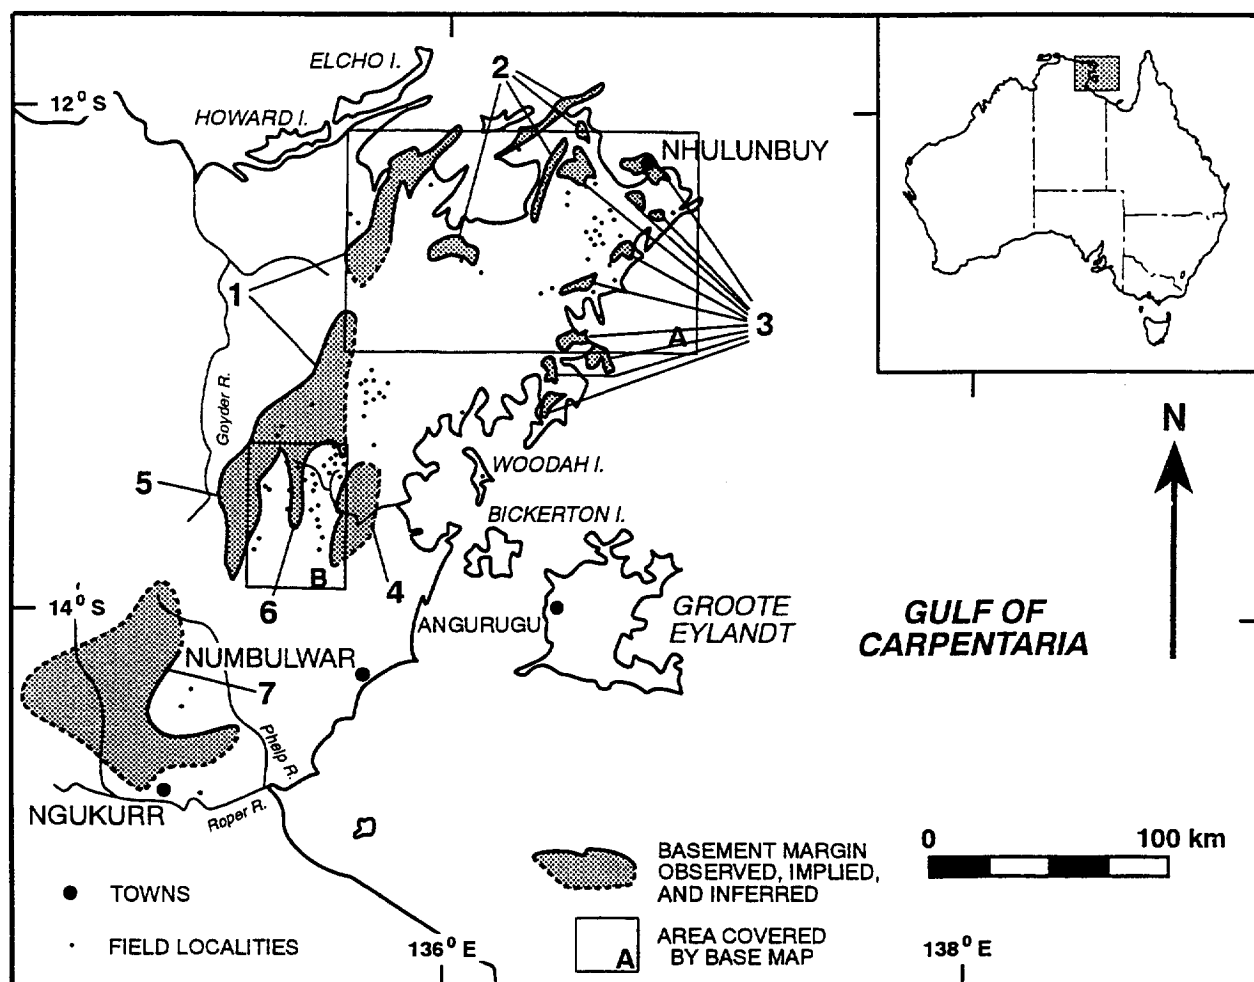 ELCHO I.
2
12° S
HOWARD I.
NHULUNBUY
1
3
A
Goyder R.
N
WOODAH I.
5
BICKERTON I.
B
4
6
14° S
ANGURUGU
GROOTE
EYLANDT
GULF OF
CARPENTARIA
NUMBULWAR
7
Phelp R.
NGUKURR
Roper R.
0 100 km
BASEMENT MARGIN
OBSERVED, IMPLIED,
AND INFERRED
TOWNS
FIELD LOCALITIES
A
AREA COVERED
BY BASE MAP
136° E
138° E